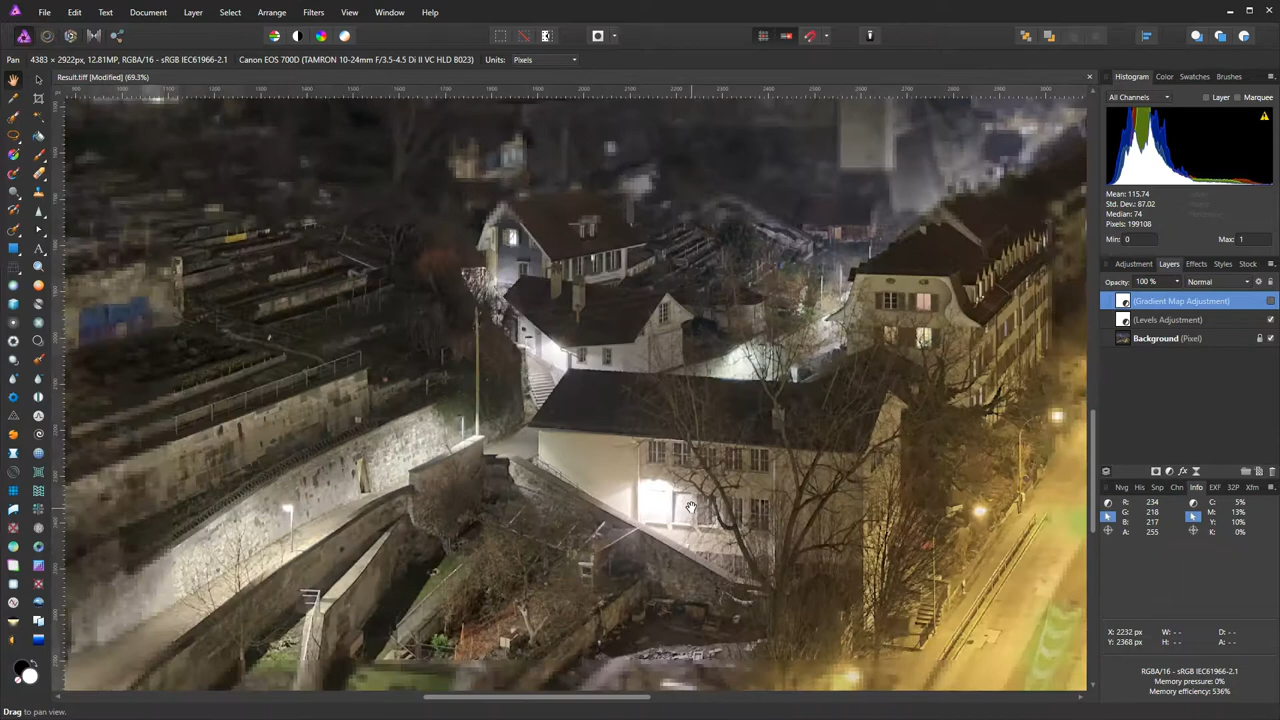 File Edit Text Document Layer Select Arrange Filters View Window Help
Pan 4383 × 2922px, 12.81MP, RGBA/16 - sRGB IEC61966-2.1 Canon EOS 700D (TAMRON 10-24mm F/3.5-4.5 Di II VC HLD B023) Units: Pixels
Result.tiff [Modified] (69.3%)
Histogram Color Swatches Brushes
All Channels Layer Marquee
Mean: 115.74
Std. Dev.: 87.02
Median: 74
Pixels: 199108
Min: 0 Max: 1
Adjustment Layers Effects Styles Stock
Opacity: 100 % Normal
(Gradient Map Adjustment)
(Levels Adjustment)
Background (Pixel)
Nvg His Snp Chn Info EXF 32P Xfm
R: 234 C: 5%
G: 218 M: 13%
B: 217 Y: 10%
A: 255 K: 0%
X: 2232 px W: - - D: - -
Y: 2368 px H: - - A: - -
RGBA/16 - sRGB IEC61966-2.1
Memory pressure: 0%
Memory efficiency: 536%
Drag to pan view.